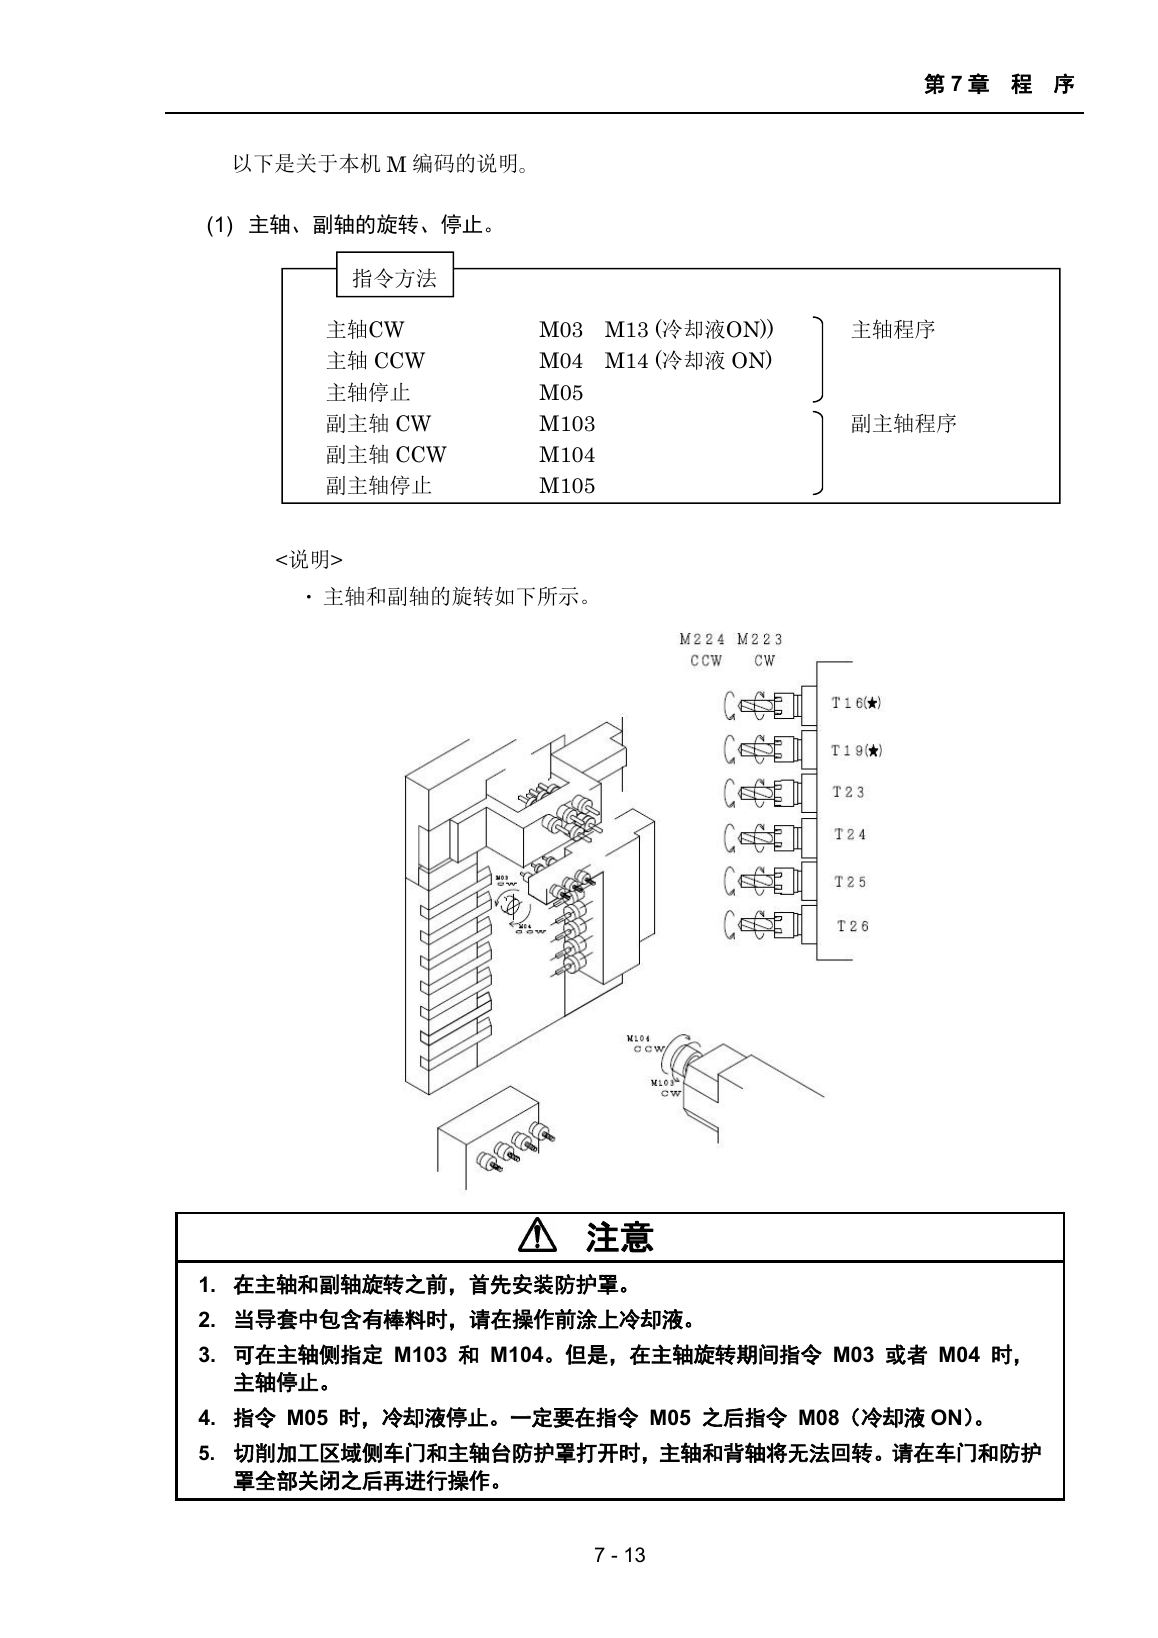 第 7 章　程　序
以下是关于本机 M 编码的说明。
(1) 主轴、副轴的旋转、停止。
指令方法
主轴CW M03 M13 (冷却液ON)) 主轴程序
主轴 CCW M04 M14 (冷却液 ON)
主轴停止 M05
副主轴 CW M103 副主轴程序
副主轴 CCW M104
副主轴停止 M105
<说明>
・ 主轴和副轴的旋转如下所示。
M224 M223
CCW CW
T16(★)
T19(★)
T23
T24
T25
T26
M03
CW
M04
CCW
M104
CCW
M103
CW
注意
1. 在主轴和副轴旋转之前，首先安装防护罩。
2. 当导套中包含有棒料时，请在操作前涂上冷却液。
3. 可在主轴侧指定 M103 和 M104。但是，在主轴旋转期间指令 M03 或者 M04 时，
主轴停止。
4. 指令 M05 时，冷却液停止。一定要在指令 M05 之后指令 M08（冷却液 ON）。
5. 切削加工区域侧车门和主轴台防护罩打开时，主轴和背轴将无法回转。请在车门和防护
罩全部关闭之后再进行操作。
7 - 13